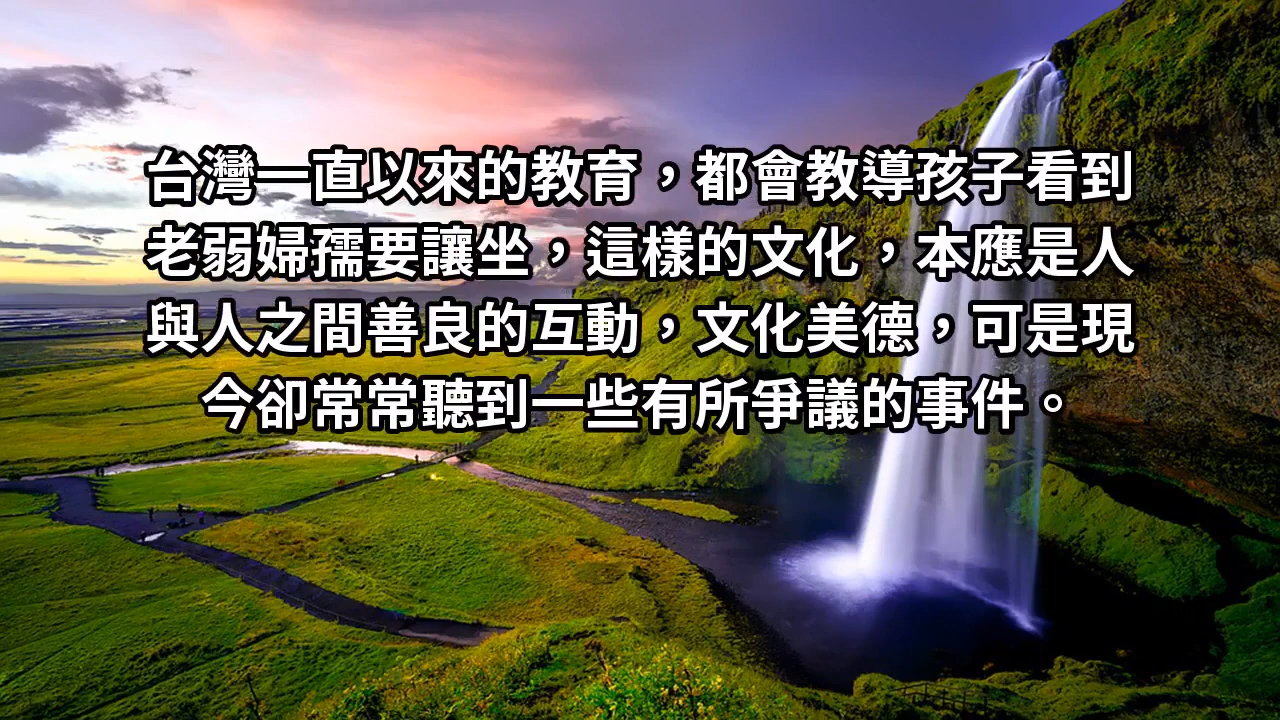 台灣一直以來的教育，都會教導孩子看到
老弱婦孺要讓坐，這樣的文化，本應是人
與人之間善良的互動，文化美德，可是現
今卻常常聽到一些有所爭議的事件。